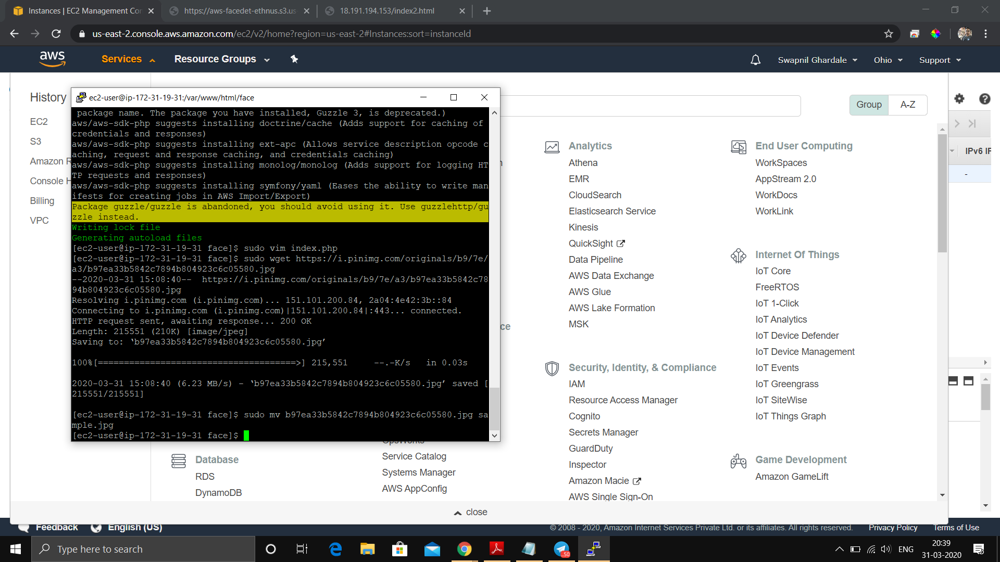 Instances | EC2 Management Con
https://aws-facedet-ethnus.s3.us
18.191.194.153/index2.html
us-east-2.console.aws.amazon.com/ec2/v2/home?region=us-east-2#Instances:sort=instanceId
aws
Services
Resource Groups
Swapnil Ghardale
Ohio
Support
History
EC2
S3
Amazon R
Console H
Billing
VPC
ec2-user@ip-172-31-19-31:/var/www/html/face
package name. The package you have installed, Guzzle 3, is deprecated.)
aws/aws-sdk-php suggests installing doctrine/cache (Adds support for caching of
credentials and responses)
aws/aws-sdk-php suggests installing ext-apc (Allows service description opcode c
aching, request and response caching, and credentials caching)
aws/aws-sdk-php suggests installing monolog/monolog (Adds support for logging HT
TP requests and responses)
aws/aws-sdk-php suggests installing symfony/yaml (Eases the ability to write man
ifests for creating jobs in AWS Import/Export)
Package guzzle/guzzle is abandoned, you should avoid using it. Use guzzlehttp/gu
zzle instead.
Writing lock file
Generating autoload files
[ec2-user@ip-172-31-19-31 face]$ sudo vim index.php
[ec2-user@ip-172-31-19-31 face]$ sudo wget https://i.pinimg.com/originals/b9/7e/
a3/b97ea33b5842c7894b804923c6c05580.jpg
--2020-03-31 15:08:40--  https://i.pinimg.com/originals/b9/7e/a3/b97ea33b5842c78
94b804923c6c05580.jpg
Resolving i.pinimg.com (i.pinimg.com)... 151.101.200.84, 2a04:4e42:3b::84
Connecting to i.pinimg.com (i.pinimg.com)|151.101.200.84|:443... connected.
HTTP request sent, awaiting response... 200 OK
Length: 215551 (210K) [image/jpeg]
Saving to: ‘b97ea33b5842c7894b804923c6c05580.jpg’
100%[======================================>] 215,551     --.-K/s   in 0.03s
2020-03-31 15:08:40 (6.23 MB/s) - ‘b97ea33b5842c7894b804923c6c05580.jpg’ saved [
215551/215551]
[ec2-user@ip-172-31-19-31 face]$ sudo mv b97ea33b5842c7894b804923c6c05580.jpg sa
mple.jpg
[ec2-user@ip-172-31-19-31 face]$
Database
RDS
DynamoDB
OpsWorks
Service Catalog
Systems Manager
AWS AppConfig
n
ce
Group
A-Z
Analytics
Athena
EMR
CloudSearch
Elasticsearch Service
Kinesis
QuickSight
Data Pipeline
AWS Data Exchange
AWS Glue
AWS Lake Formation
MSK
Security, Identity, & Compliance
IAM
Resource Access Manager
Cognito
Secrets Manager
GuardDuty
Inspector
Amazon Macie
AWS Single Sign-On
End User Computing
WorkSpaces
AppStream 2.0
WorkDocs
WorkLink
Internet Of Things
IoT Core
FreeRTOS
IoT 1-Click
IoT Analytics
IoT Device Defender
IoT Device Management
IoT Events
IoT Greengrass
IoT SiteWise
IoT Things Graph
Game Development
Amazon GameLift
IPv6 IP
-
close
Feedback
English (US)
© 2008 - 2020, Amazon Internet Services Private Ltd. or its affiliates. All rights reserved.
Privacy Policy
Terms of Use
Type here to search
..50
ENG
20:39
31-03-2020